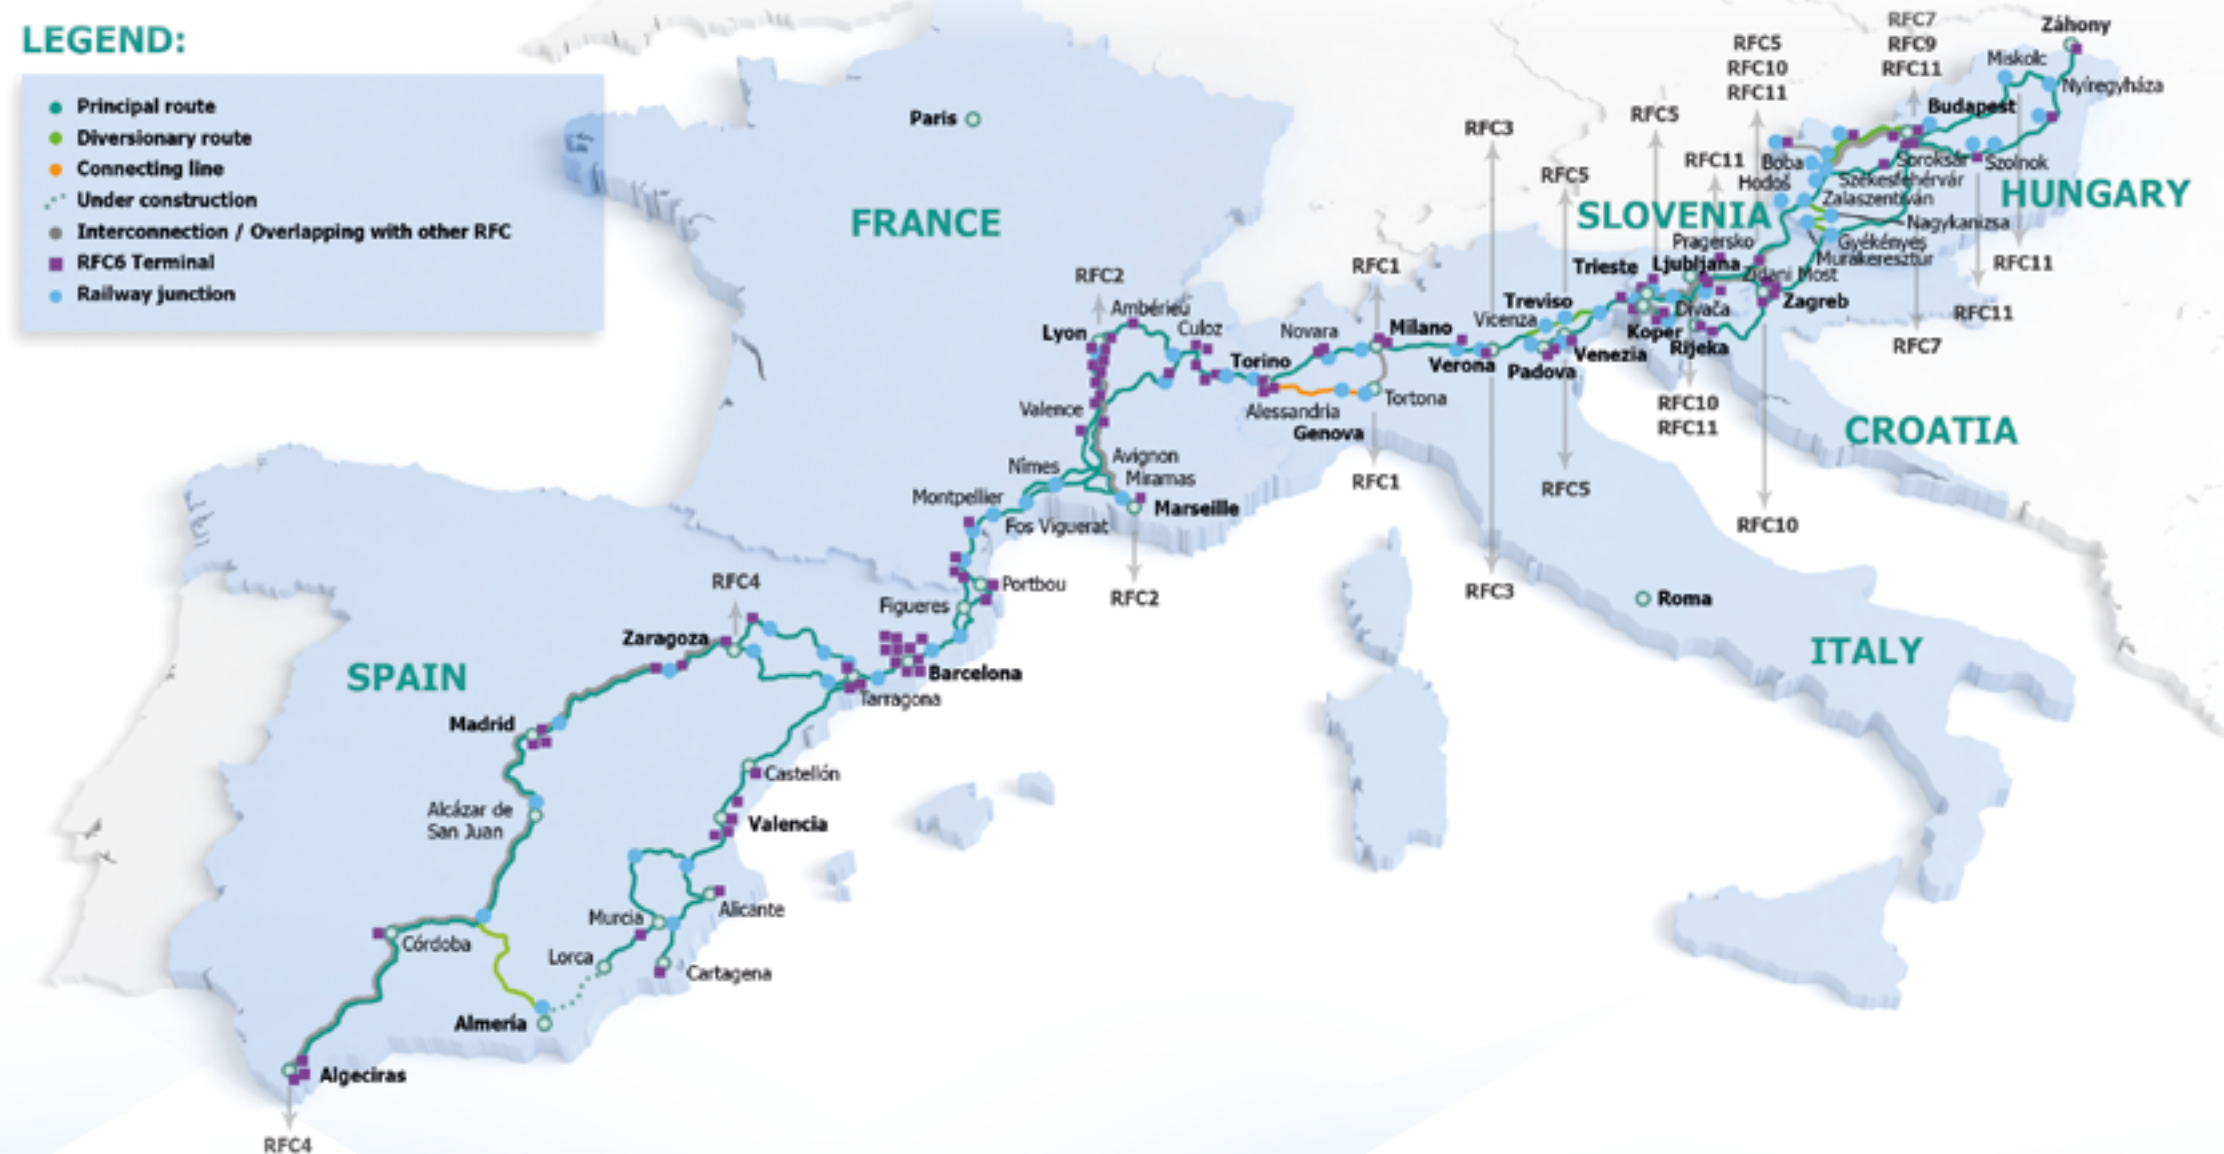 LEGEND:
Principal route
Diversionary route
Connecting line
Under construction
Interconnection / Overlapping with other RFC
RFC6 Terminal
Railway junction
Paris
FRANCE
RFC2
Ambérieu
Lyon
Culoz
Valence
Avignon
Nîmes
Miramas
Montpellier
Marseille
Fos Viguerat
RFC2
Portbou
Figueres
RFC4
Zaragoza
SPAIN
Barcelona
Tarragona
Madrid
Castellón
Alcázar de
San Juan
Valencia
Alicante
Murcia
Córdoba
Lorca
Cartagena
Almería
Algeciras
RFC4
RFC1
Novara
Milano
Torino
Alessandria
Tortona
Genova
RFC1
RFC3
Verona
RFC3
RFC5
Treviso
Vicenza
Padova
Venezia
RFC5
Roma
ITALY
RFC5
RFC11
RFC5
RFC10
RFC11
SLOVENIA
Trieste
Ljubljana
Pragersko
Zidani Most
Divača
Koper
Rijeka
Zagreb
RFC10
RFC11
RFC10
CROATIA
RFC7
RFC9
RFC11
Záhony
Miskolc
Nyíregyháza
Budapest
Boba
Soroksár
Szolnok
Hodoš
Székesfehérvár
HUNGARY
Zalaszentiván
Nagykanizsa
Gyékényes
Murakeresztúr
RFC11
RFC11
RFC7